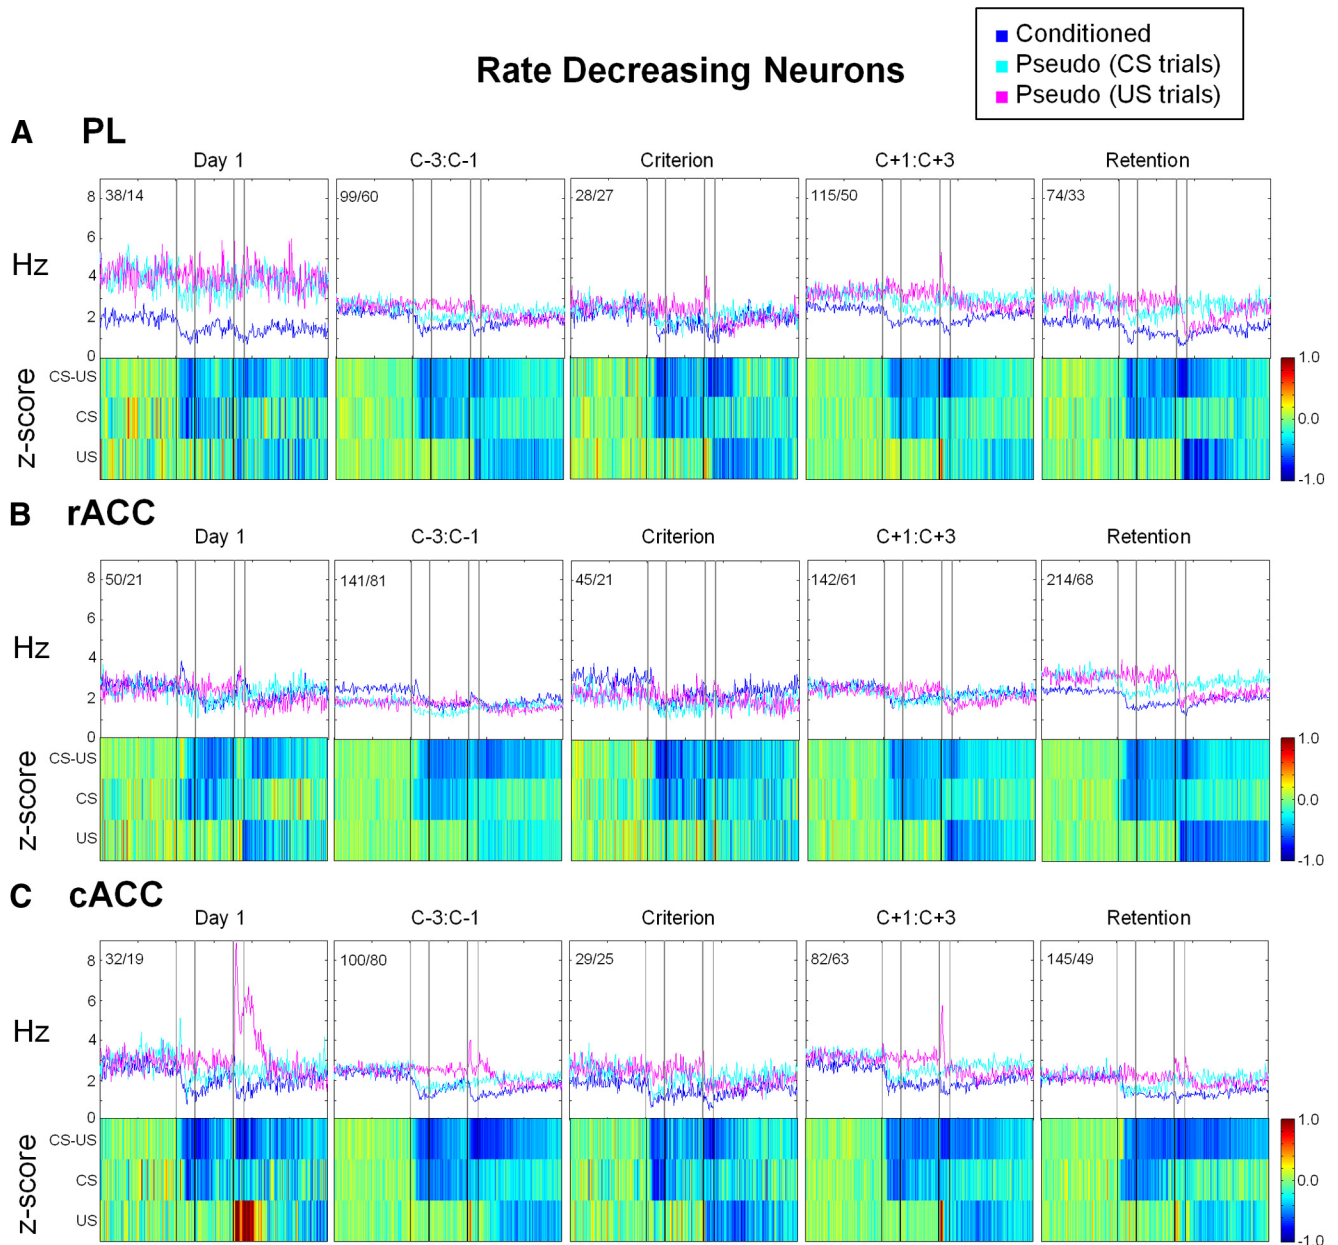 Rate Decreasing Neurons
Conditioned
Pseudo (CS trials)
Pseudo (US trials)
A PL
Day 1 C-3:C-1 Criterion C+1:C+3 Retention
38/14 99/60 28/27 115/50 74/33
Hz
8
6
4
2
0
z-score
CS-US
CS
US
1.0
0.0
-1.0
B rACC
Day 1 C-3:C-1 Criterion C+1:C+3 Retention
50/21 141/81 45/21 142/61 214/68
Hz
8
6
4
2
0
z-score
CS-US
CS
US
1.0
0.0
-1.0
C cACC
Day 1 C-3:C-1 Criterion C+1:C+3 Retention
32/19 100/80 29/25 82/63 145/49
Hz
8
6
4
2
0
z-score
CS-US
CS
US
1.0
0.0
-1.0